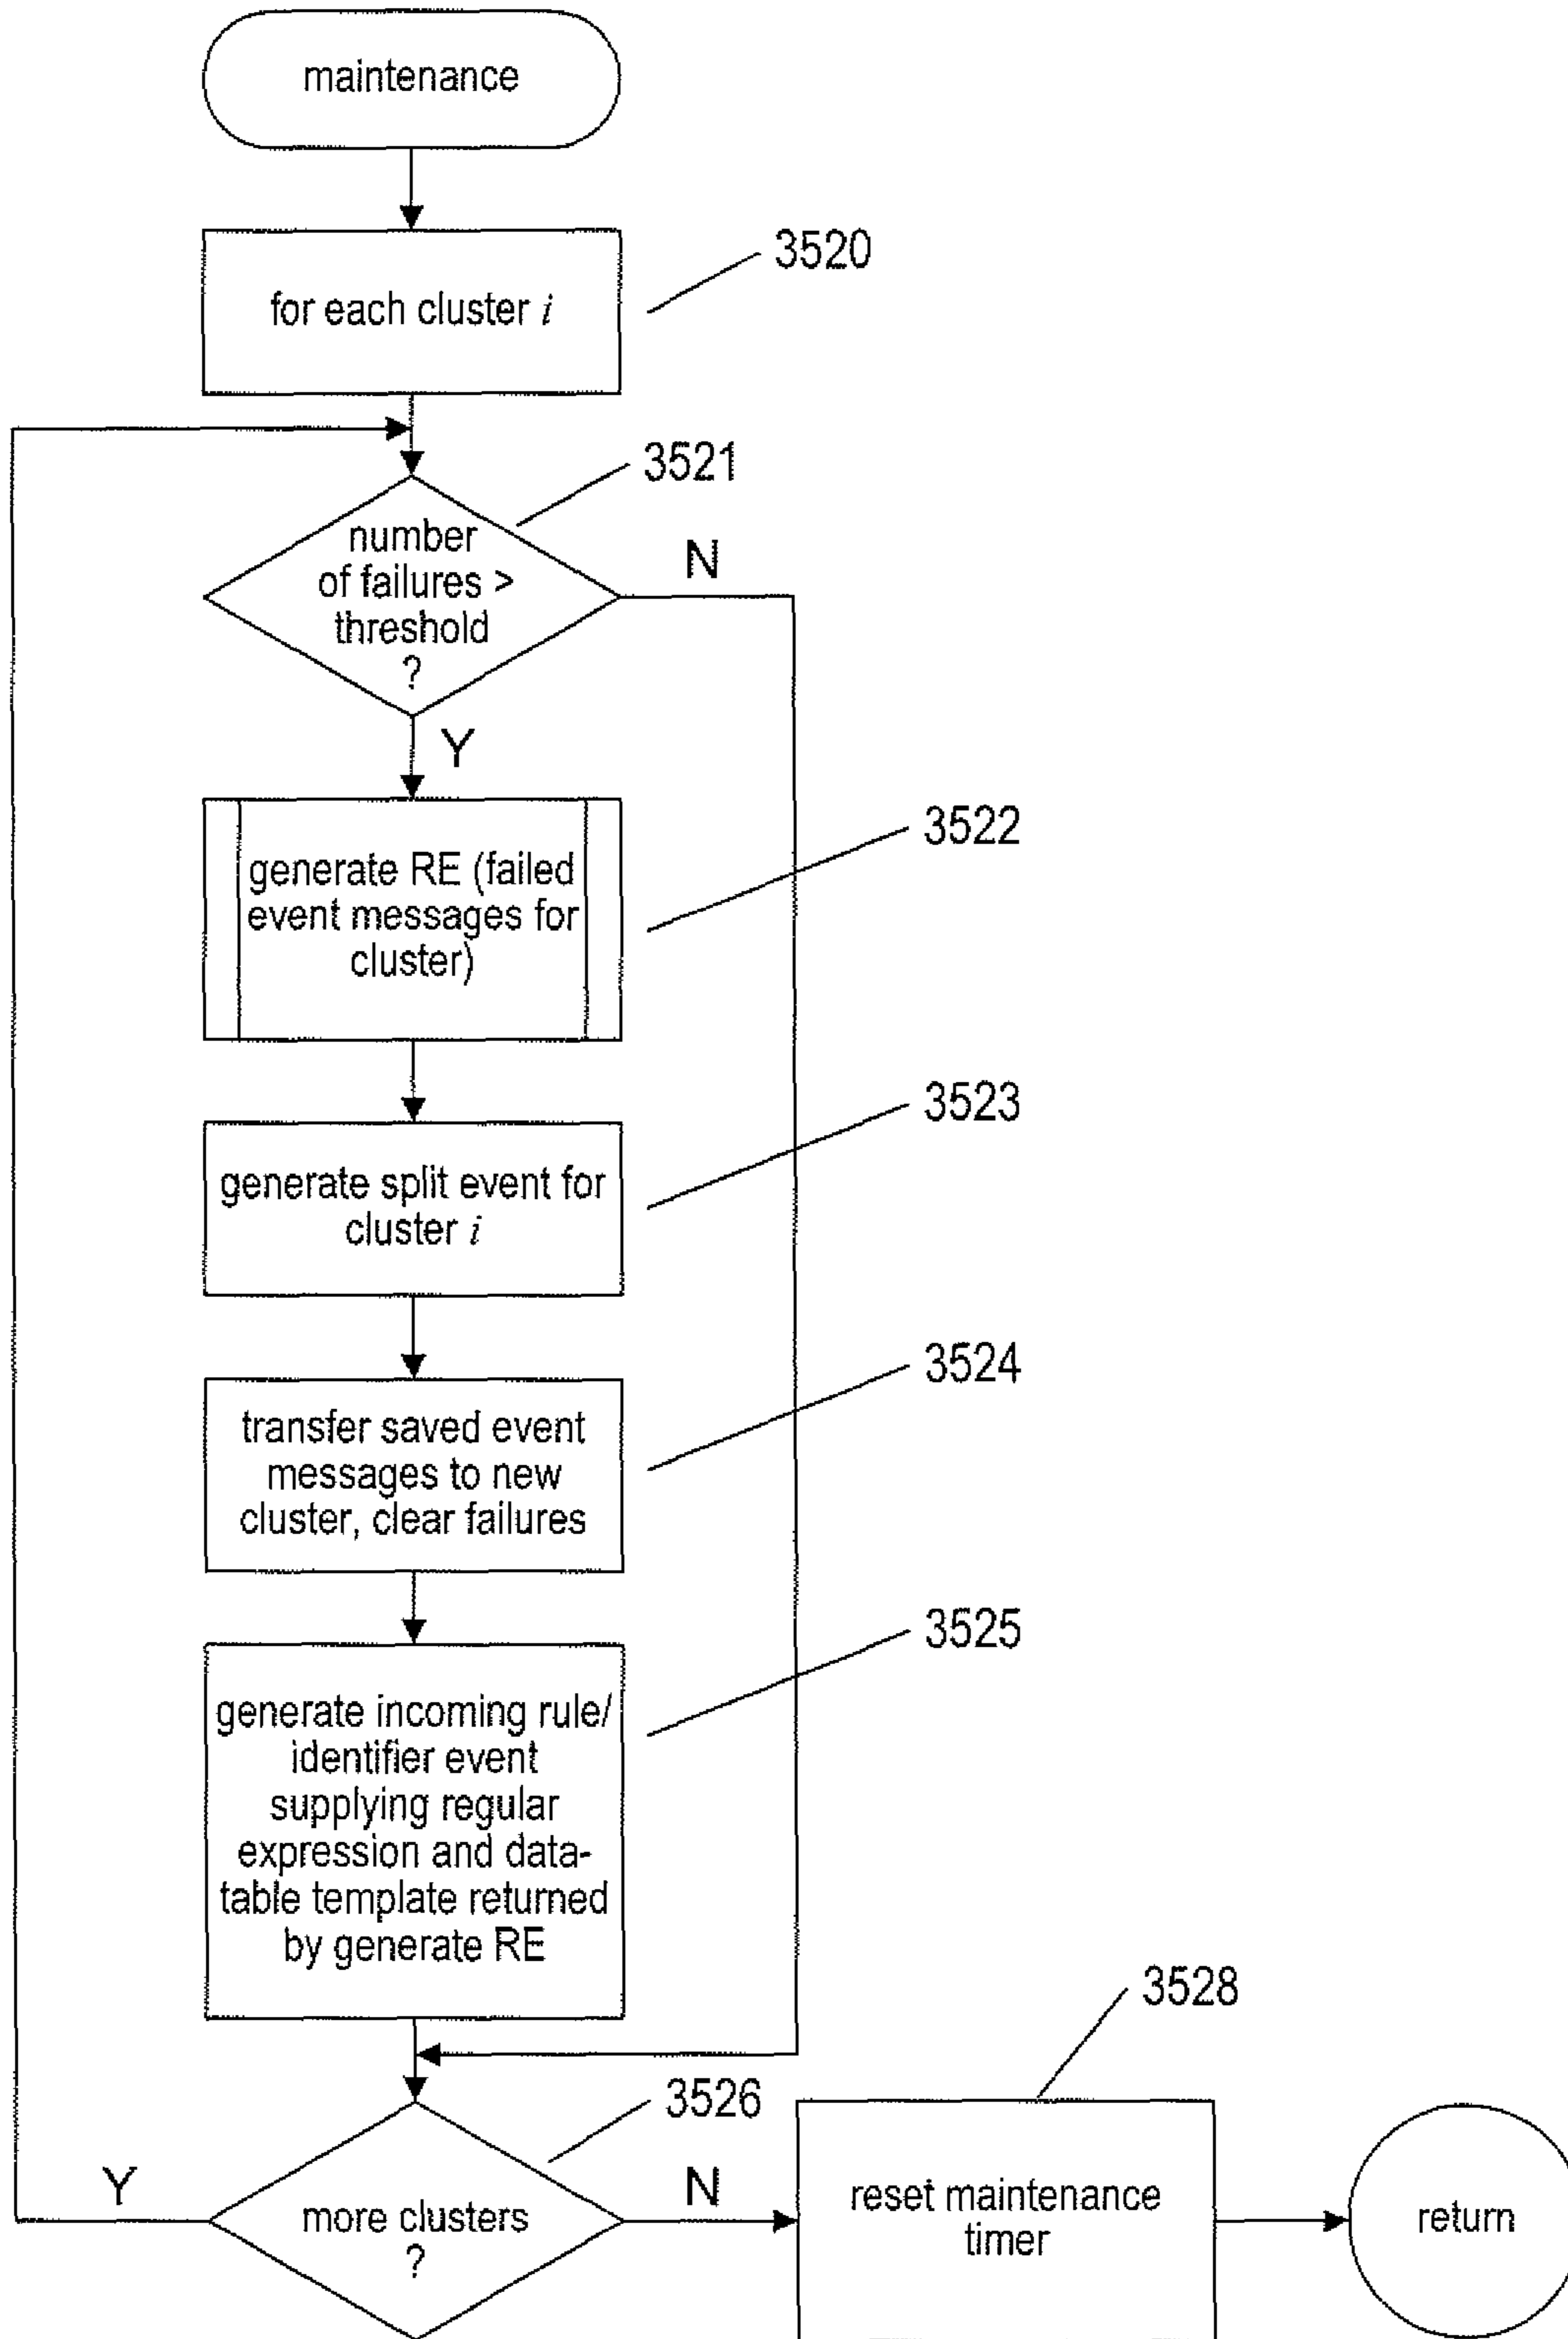 maintenance
3520
for each cluster i
3521
number
of failures >
threshold
?
N
Y
3522
generate RE (failed
event messages for
cluster)
3523
generate split event for
cluster i
3524
transfer saved event
messages to new
cluster, clear failures
3525
generate incoming rule/
identifier event
supplying regular
expression and data-
table template returned
by generate RE
3528
3526
Y
more clusters
?
N
reset maintenance
timer
return